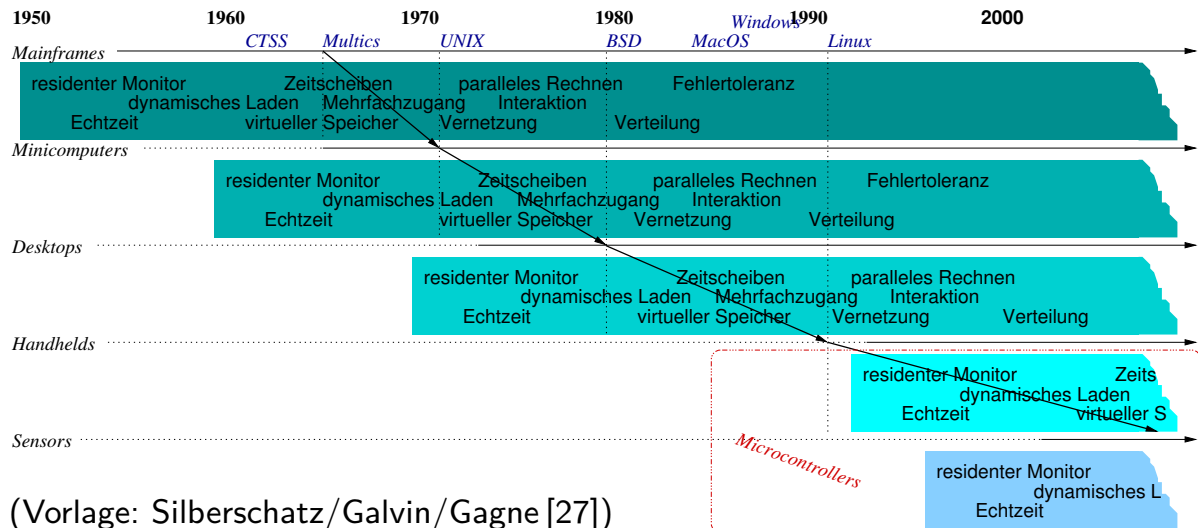 1950 1960 1970 1980 1990 2000
Windows
CTSS Multics UNIX BSD MacOS Linux
Mainframes
residenter Monitor Zeitscheiben paralleles Rechnen Fehlertoleranz
dynamisches Laden Mehrfachzugang Interaktion
Echtzeit virtueller Speicher Vernetzung Verteilung
Minicomputers
residenter Monitor Zeitscheiben paralleles Rechnen Fehlertoleranz
dynamisches Laden Mehrfachzugang Interaktion
Echtzeit virtueller Speicher Vernetzung Verteilung
Desktops
residenter Monitor Zeitscheiben paralleles Rechnen
dynamisches Laden Mehrfachzugang Interaktion
Echtzeit virtueller Speicher Vernetzung Verteilung
Handhelds
residenter Monitor Zeits
dynamisches Laden
Echtzeit virtueller S
Sensors
Microcontrollers
residenter Monitor
dynamisches L
Echtzeit
(Vorlage: Silberschatz/Galvin/Gagne [27])